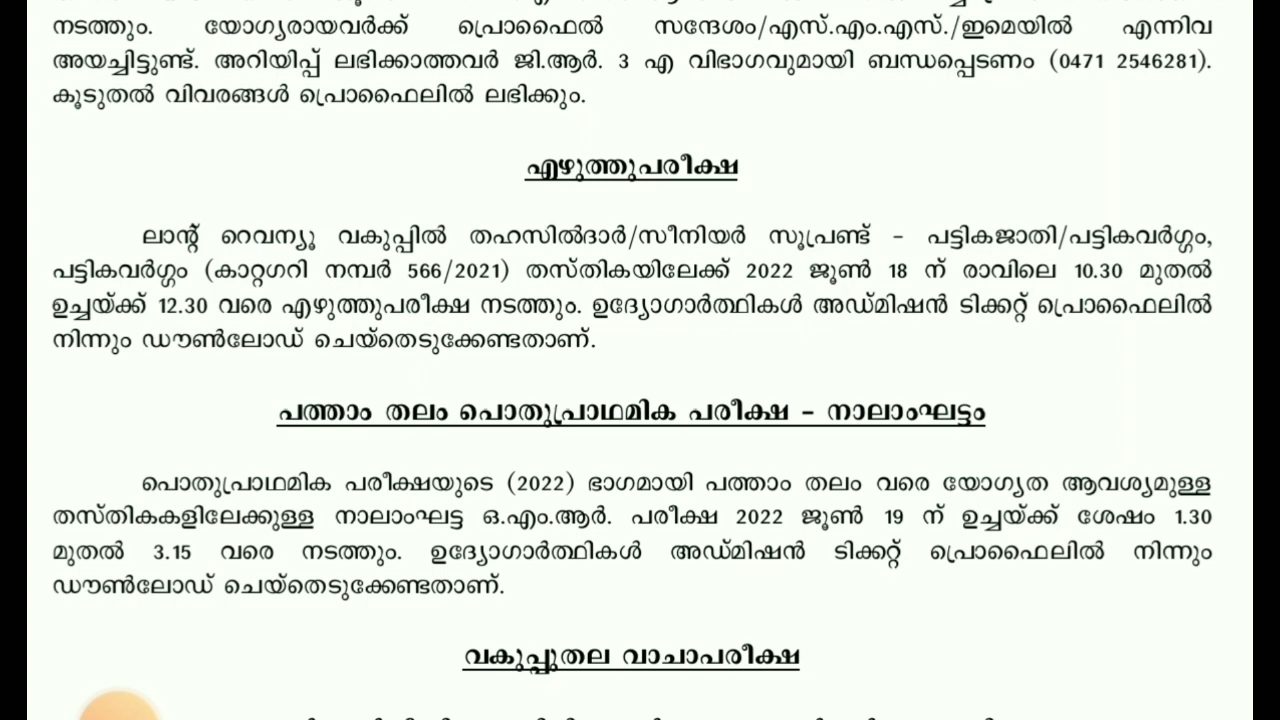 നടത്തും. യോഗ്യരായവർക്ക് പ്രൊഫൈൽ സന്ദേശം/എസ്.എം.എസ്./ഇമെയിൽ എന്നിവ
അയച്ചിട്ടുണ്ട്. അറിയിപ്പ് ലഭിക്കാത്തവർ ജി.ആർ. 3 എ വിഭാഗവുമായി ബന്ധപ്പെടണം (0471 2546281).
കൂടുതൽ വിവരങ്ങൾ പ്രൊഫൈലിൽ ലഭിക്കും.
എഴുത്തുപരീക്ഷ
ലാന്റ് റെവന്യൂ വകുപ്പിൽ തഹസിൽദാർ/സീനിയർ സൂപ്രണ്ട് – പട്ടികജാതി/പട്ടികവർഗ്ഗം,
പട്ടികവർഗ്ഗം (കാറ്റഗറി നമ്പർ 566/2021) തസ്തികയിലേക്ക് 2022 ജൂൺ 18 ന് രാവിലെ 10.30 മുതൽ
ഉച്ചയ്ക്ക് 12.30 വരെ എഴുത്തുപരീക്ഷ നടത്തും. ഉദ്യോഗാർത്ഥികൾ അഡ്മിഷൻ ടിക്കറ്റ് പ്രൊഫൈലിൽ
നിന്നും ഡൗൺലോഡ് ചെയ്തെടുക്കേണ്ടതാണ്.
പത്താം തലം പൊതുപ്രാഥമിക പരീക്ഷ – നാലാംഘട്ടം
പൊതുപ്രാഥമിക പരീക്ഷയുടെ (2022) ഭാഗമായി പത്താം തലം വരെ യോഗ്യത ആവശ്യമുള്ള
തസ്തികകളിലേക്കുള്ള നാലാംഘട്ട ഒ.എം.ആർ. പരീക്ഷ 2022 ജൂൺ 19 ന് ഉച്ചയ്ക്ക് ശേഷം 1.30
മുതൽ 3.15 വരെ നടത്തും. ഉദ്യോഗാർത്ഥികൾ അഡ്മിഷൻ ടിക്കറ്റ് പ്രൊഫൈലിൽ നിന്നും
ഡൗൺലോഡ് ചെയ്തെടുക്കേണ്ടതാണ്.
വകുപ്പുതല വാചാപരീക്ഷ